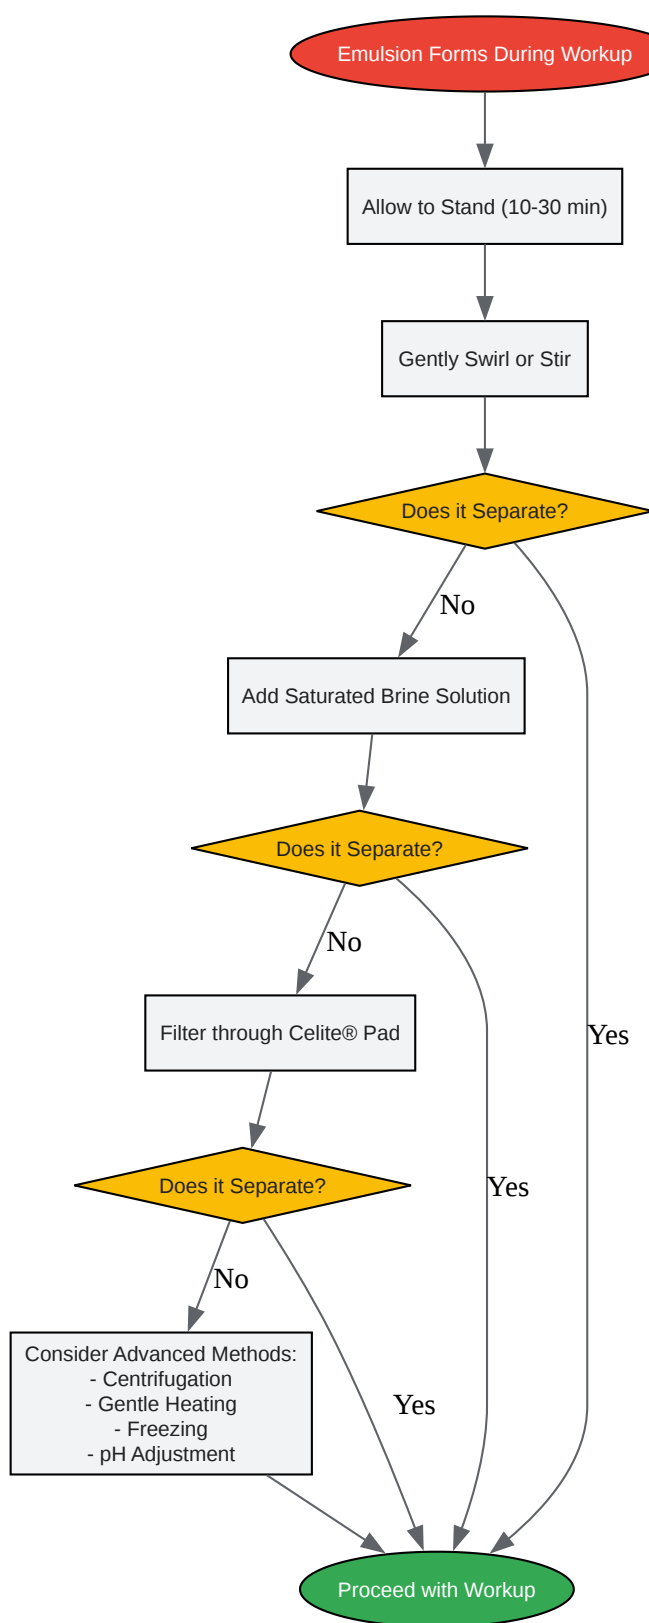 Emulsion Forms During Workup
Allow to Stand (10-30 min)
Gently Swirl or Stir
Does it Separate?
No
Add Saturated Brine Solution
Does it Separate?
No
Filter through Celite® Pad
Yes
Does it Separate?
Yes
No
Consider Advanced Methods:
- Centrifugation
- Gentle Heating
- Freezing
- pH Adjustment
Yes
Proceed with Workup